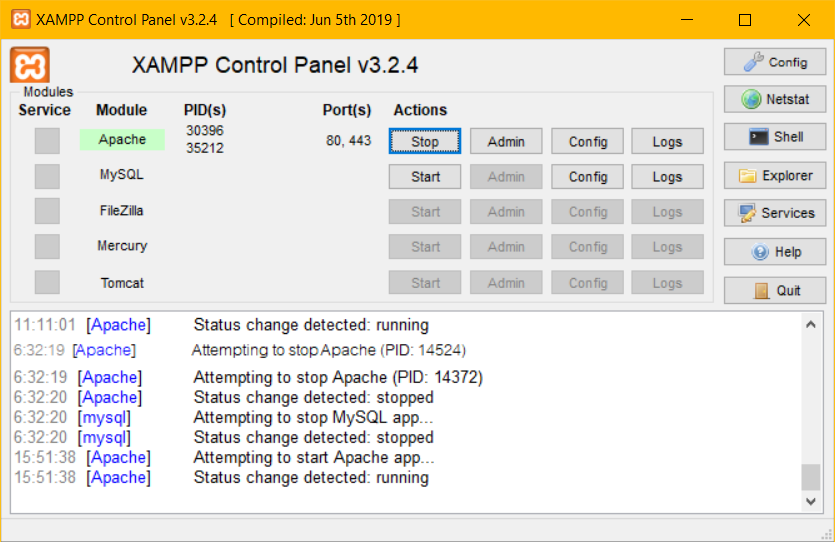 XAMPP Control Panel v3.2.4 [ Compiled: Jun 5th 2019 ]
XAMPP Control Panel v3.2.4
Config
Modules
Service Module PID(s) Port(s) Actions
Netstat
Apache 30396 35212 80, 443 Stop Admin Config Logs
Shell
MySQL Start Admin Config Logs
Explorer
FileZilla Start Admin Config Logs
Services
Mercury Start Admin Config Logs
Help
Tomcat Start Admin Config Logs
Quit
11:11:01 [Apache] Status change detected: running
6:32:19 [Apache] Attempting to stop Apache (PID: 14524)
6:32:19 [Apache] Attempting to stop Apache (PID: 14372)
6:32:20 [Apache] Status change detected: stopped
6:32:20 [mysql] Attempting to stop MySQL app...
6:32:20 [mysql] Status change detected: stopped
15:51:38 [Apache] Attempting to start Apache app...
15:51:38 [Apache] Status change detected: running